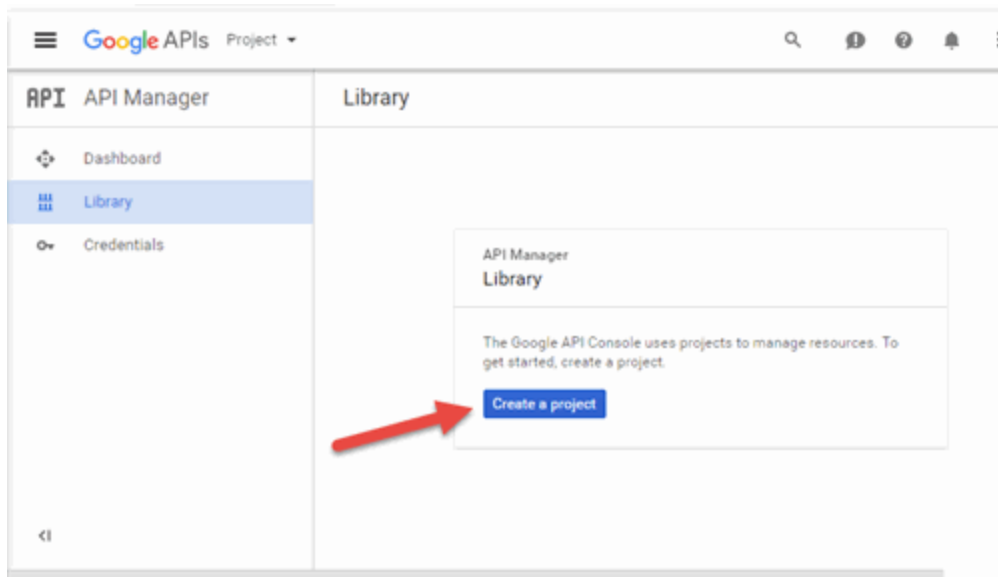 Google APIs Project
API API Manager
Library
Dashboard
Library
Credentials
API Manager
Library
The Google API Console uses projects to manage resources. To
get started, create a project.
Create a project